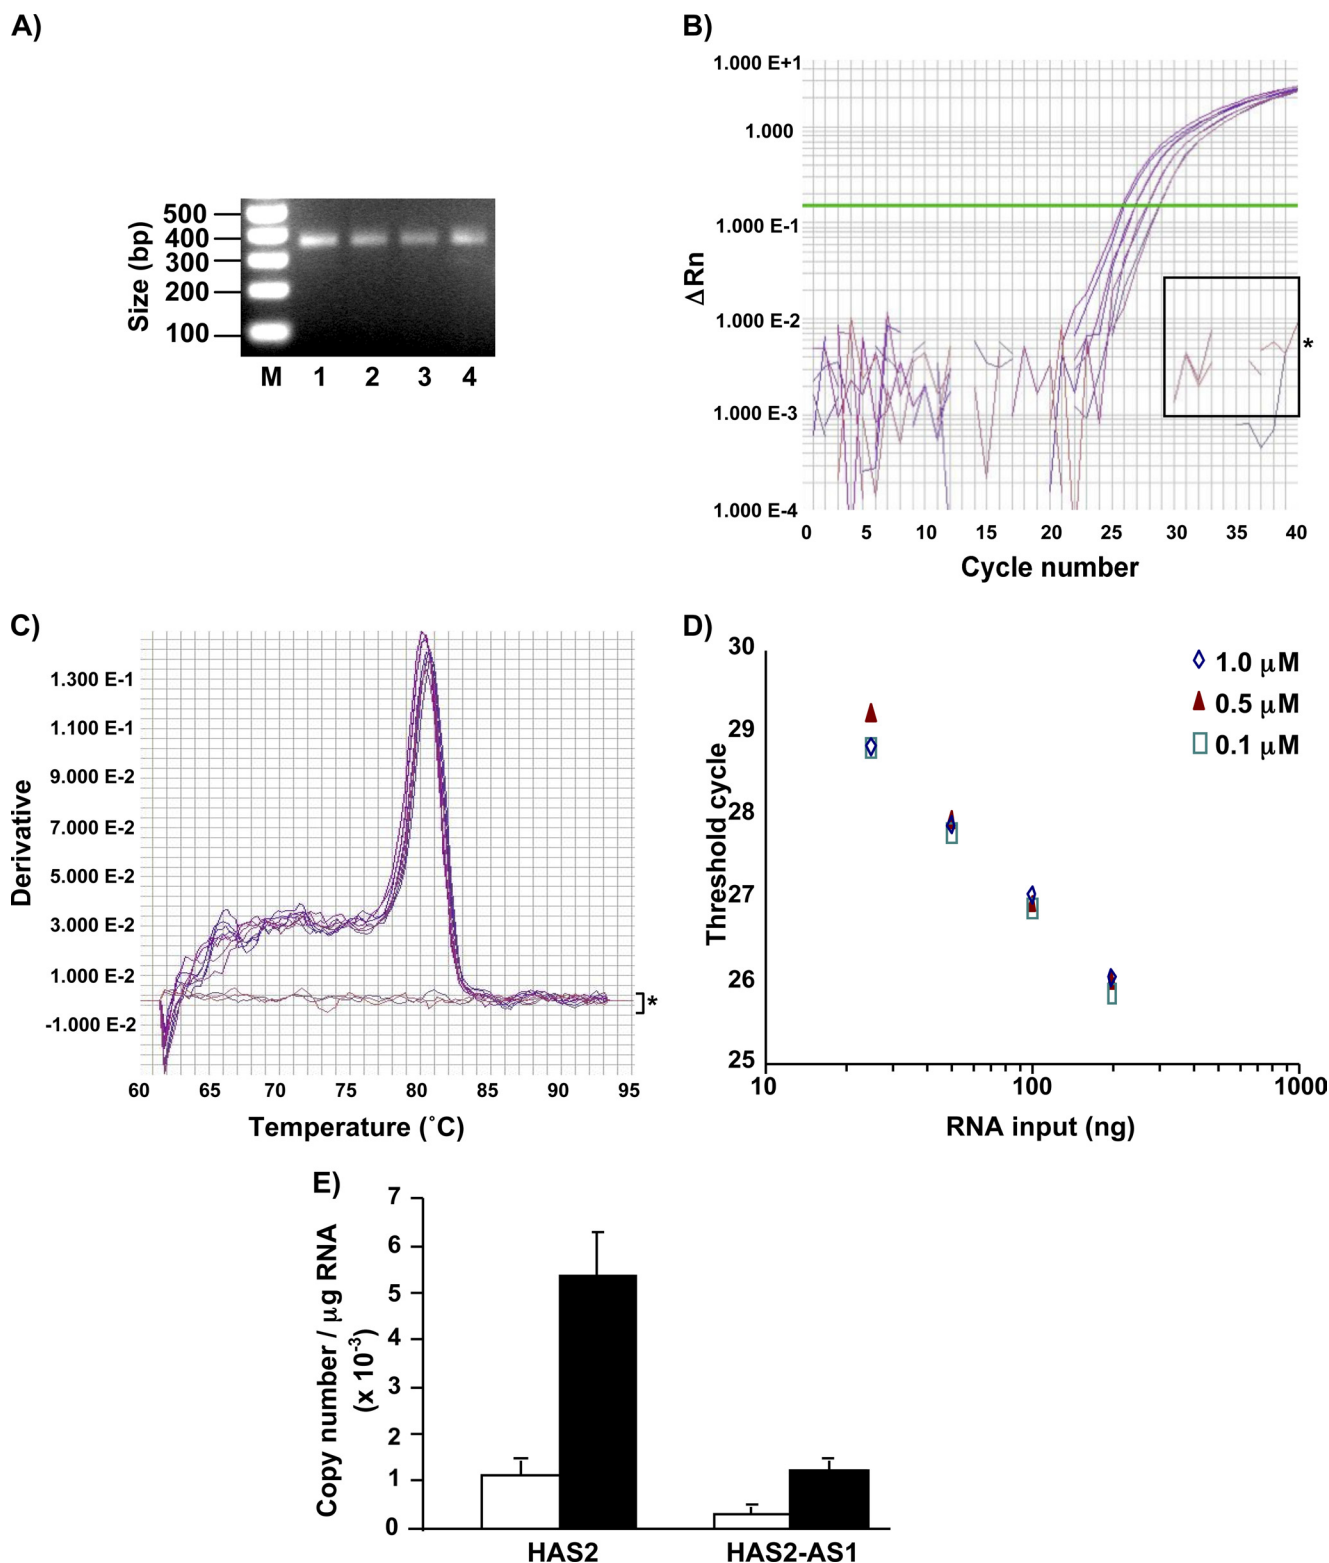 A)
Size (bp)
500
400
300
200
100
M 1 2 3 4
B)
ΔRn
1.000 E+1
1.000
1.000 E-1
1.000 E-2
1.000 E-3
1.000 E-4
*
0 5 10 15 20 25 30 35 40
Cycle number
C)
Derivative
1.300 E-1
1.100 E-1
9.000 E-2
7.000 E-2
5.000 E-2
3.000 E-2
1.000 E-2
-1.000 E-2
*
60 65 70 75 80 85 90 95
Temperature (˚C)
D)
Threshold cycle
30
29
28
27
26
25
1.0 µM
0.5 µM
0.1 µM
10 100 1000
RNA input (ng)
E)
Copy number / µg RNA
(x 10⁻³)
7
6
5
4
3
2
1
0
HAS2 HAS2-AS1